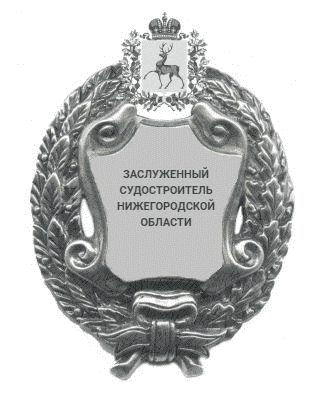 ЗАСЛУЖЕННЫЙ
СУДОСТРОИТЕЛЬ
НИЖЕГОРОДСКОЙ
ОБЛАСТИ